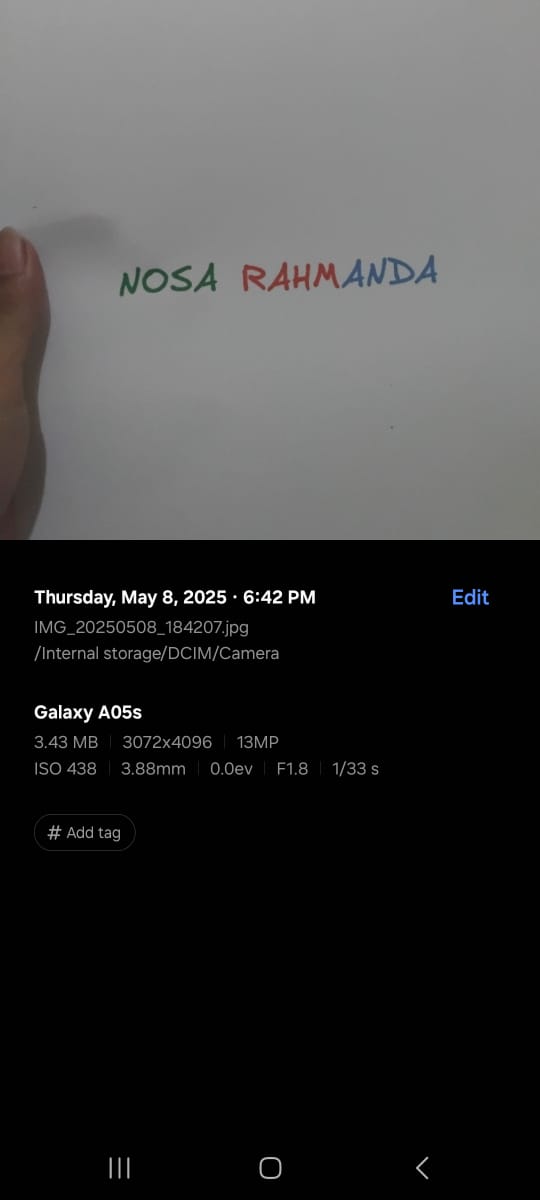 NOSA RAHMANDA
Thursday, May 8, 2025 · 6:42 PM
Edit
IMG_20250508_184207.jpg
/Internal storage/DCIM/Camera
Galaxy A05s
3.43 MB | 3072x4096 | 13MP
ISO 438 | 3.88mm | 0.0ev | F1.8 | 1/33 s
# Add tag